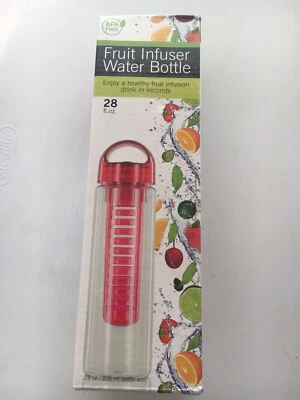 BPA
FREE
Fruit Infuser
Water Bottle
Enjoy a healthy fruit infusion
drink in seconds
28
fl.oz.